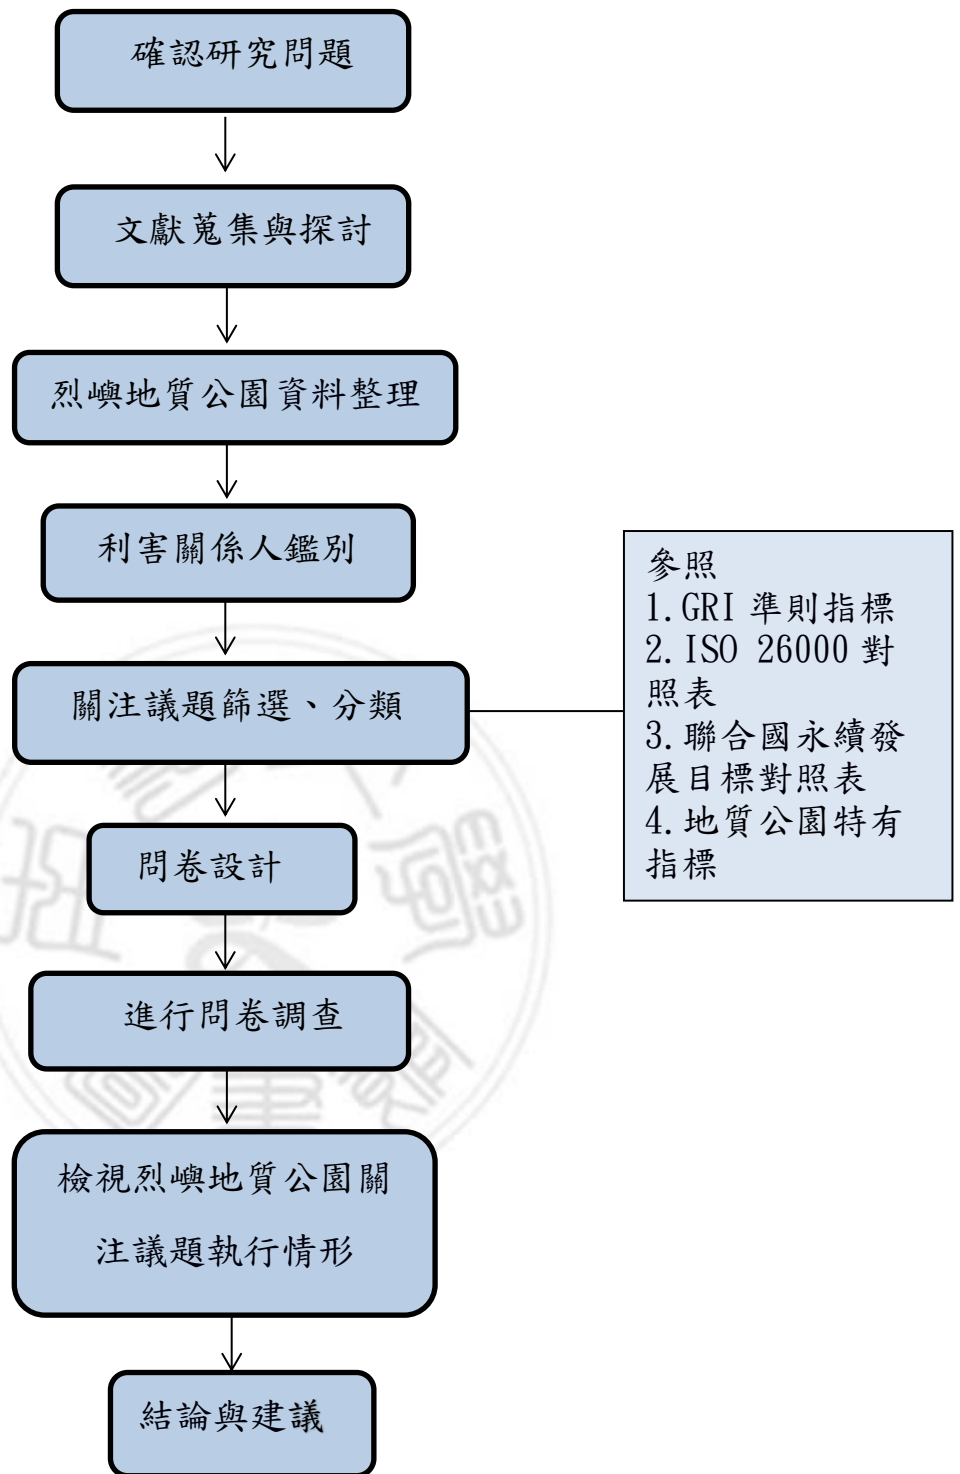 確認研究問題
文獻蒐集與探討
烈嶼地質公園資料整理
利害關係人鑑別
關注議題篩選、分類
參照
1.GRI 準則指標
2.ISO 26000 對
照表
3.聯合國永續發
展目標對照表
4.地質公園特有
指標
問卷設計
進行問卷調查
檢視烈嶼地質公園關
注議題執行情形
結論與建議